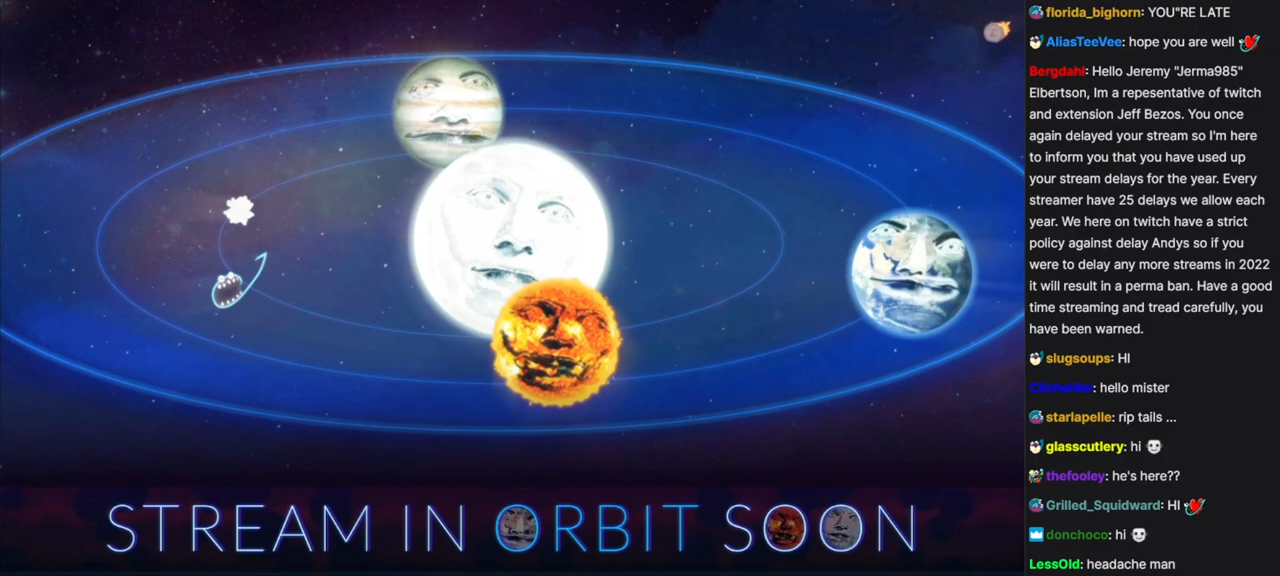 STREAM IN ORBIT SOON
florida_bighorn: YOU"RE LATE
AliasTeeVee: hope you are well
Bergdahl: Hello Jeremy "Jerma985"
Elbertson, Im a repesentative of twitch
and extension Jeff Bezos. You once
again delayed your stream so I'm here
to inform you that you have used up
your stream delays for the year. Every
streamer have 25 delays we allow each
year. We here on twitch have a strict
policy against delay Andys so if you
were to delay any more streams in 2022
it will result in a perma ban. Have a good
time streaming and tread carefully, you
have been warned.
slugsoups: HI
: hello mister
starlapelle: rip tails ...
glasscutlery: hi
thefooley: he's here??
Grilled_Squidward: HI
donchoco: hi
LessOld: headache man